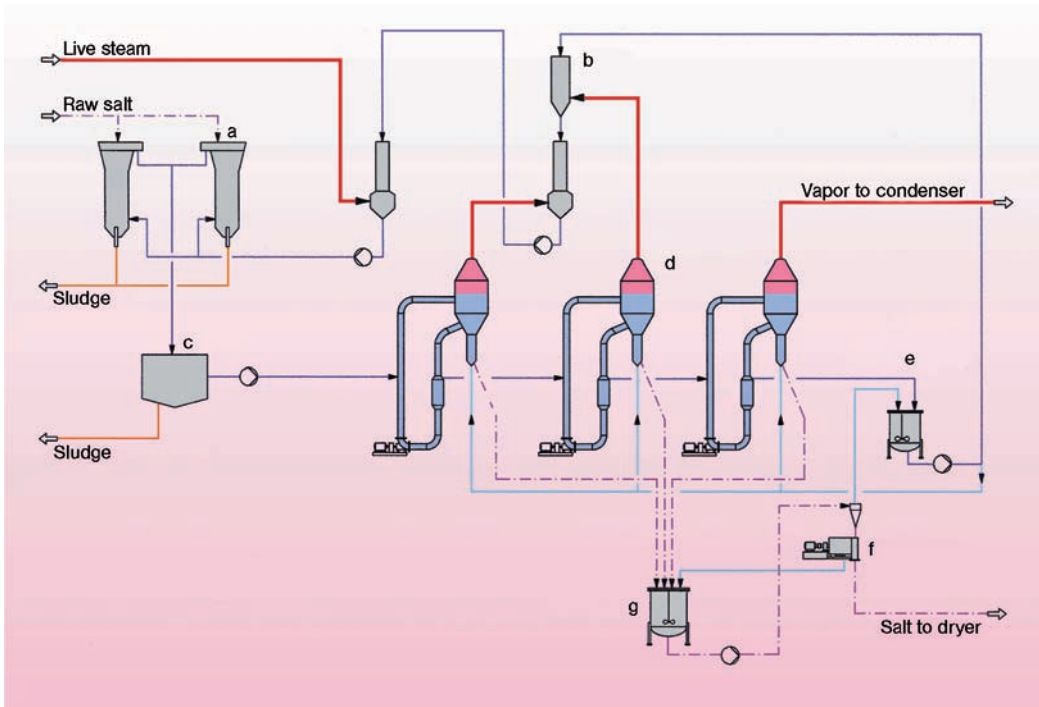 Live steam
b
Raw salt
a
Vapor to condenser
d
Sludge
c
e
Sludge
f
g
Salt to dryer